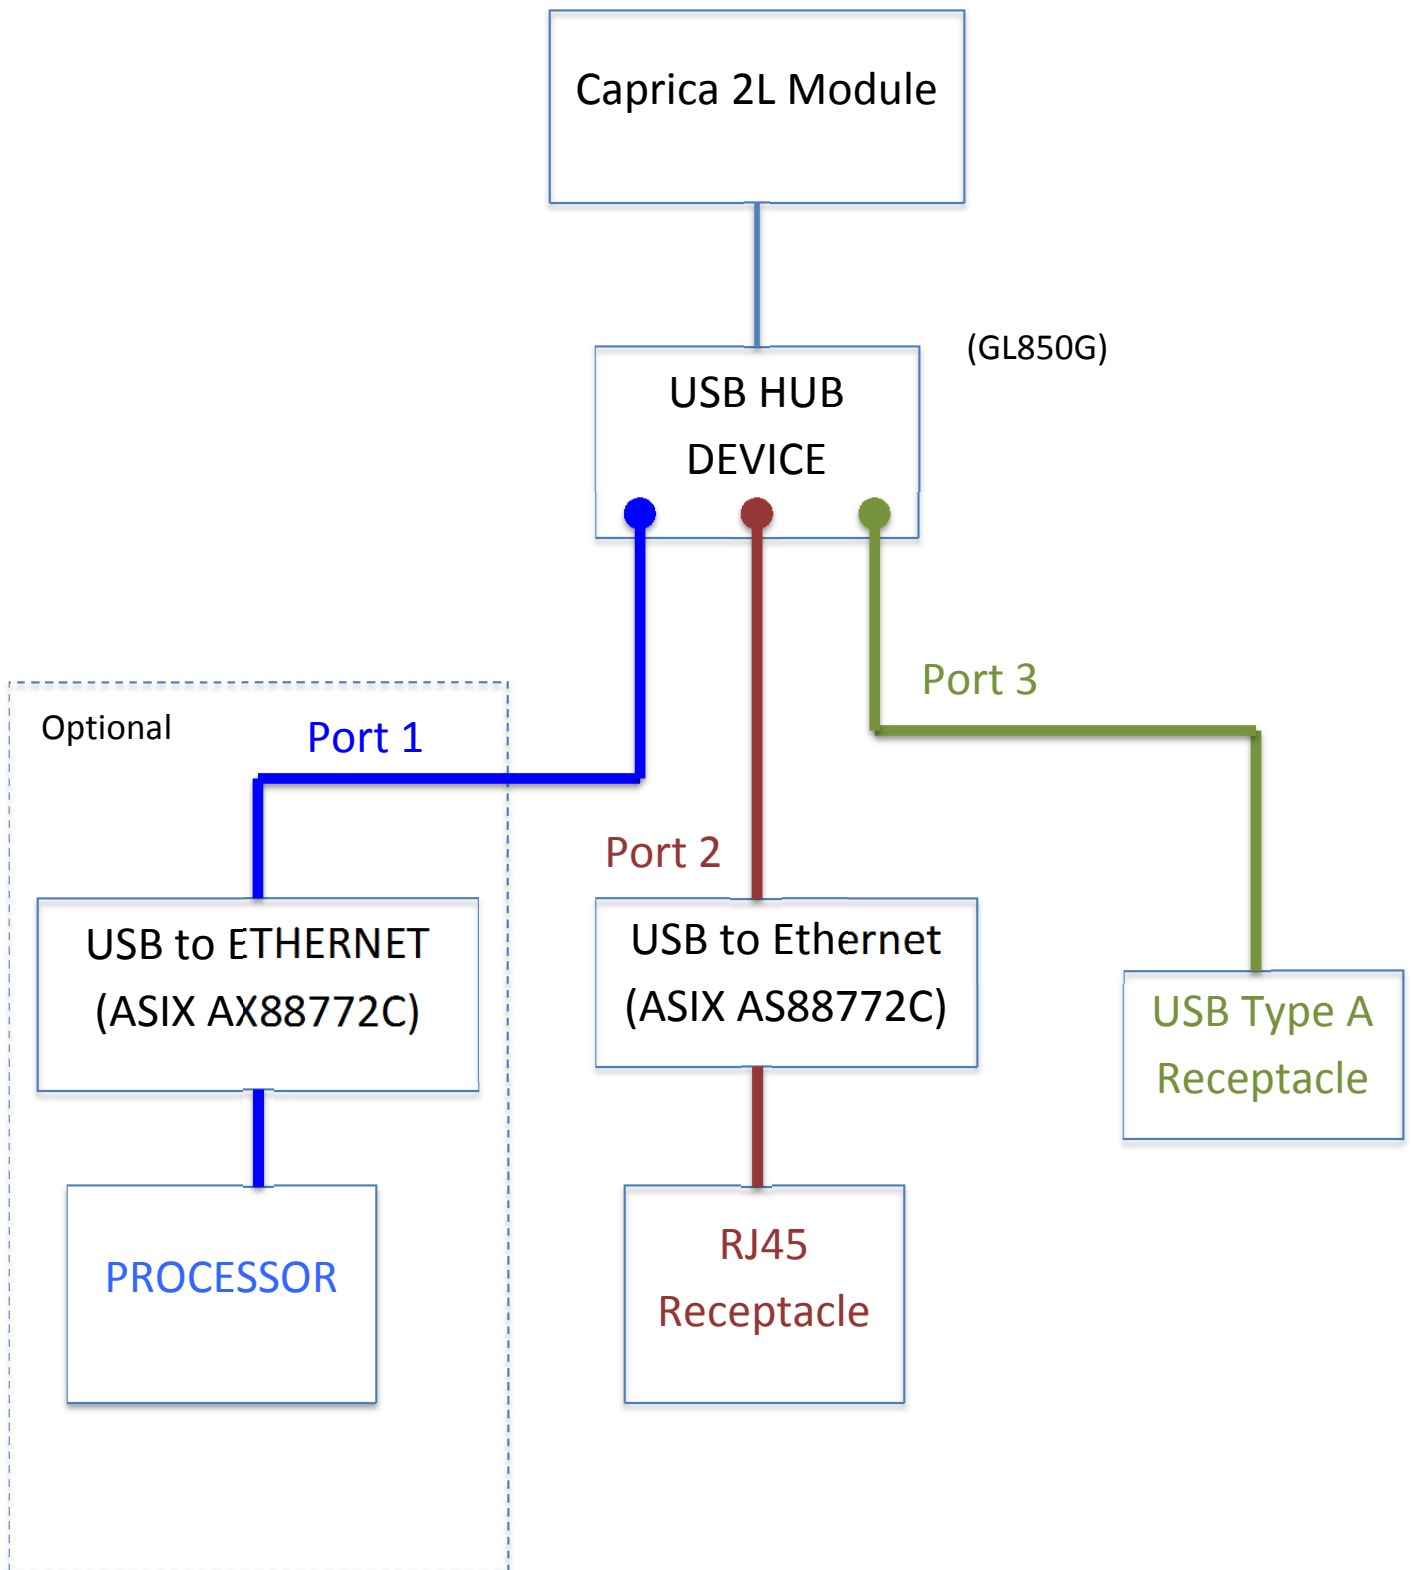 Caprica 2L Module
(GL850G)
USB HUB
DEVICE
Port 3
Optional
Port 1
Port 2
USB to ETHERNET
(ASIX AX88772C)
USB to Ethernet
(ASIX AS88772C)
USB Type A
Receptacle
PROCESSOR
RJ45
Receptacle